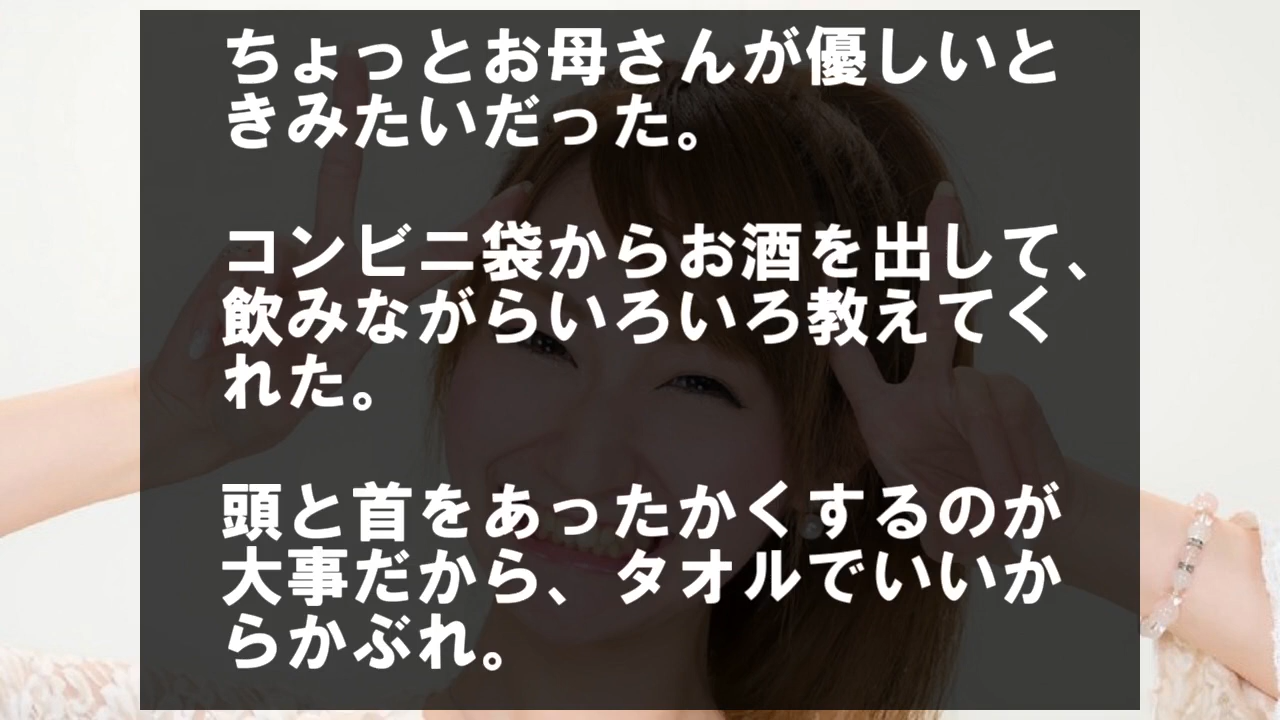 ちょっとお母さんが優しいと
きみたいだった。
コンビニ袋からお酒を出して、
飲みながらいろいろ教えてく
れた。
頭と首をあったかくするのが
大事だから、タオルでいいか
らかぶれ。